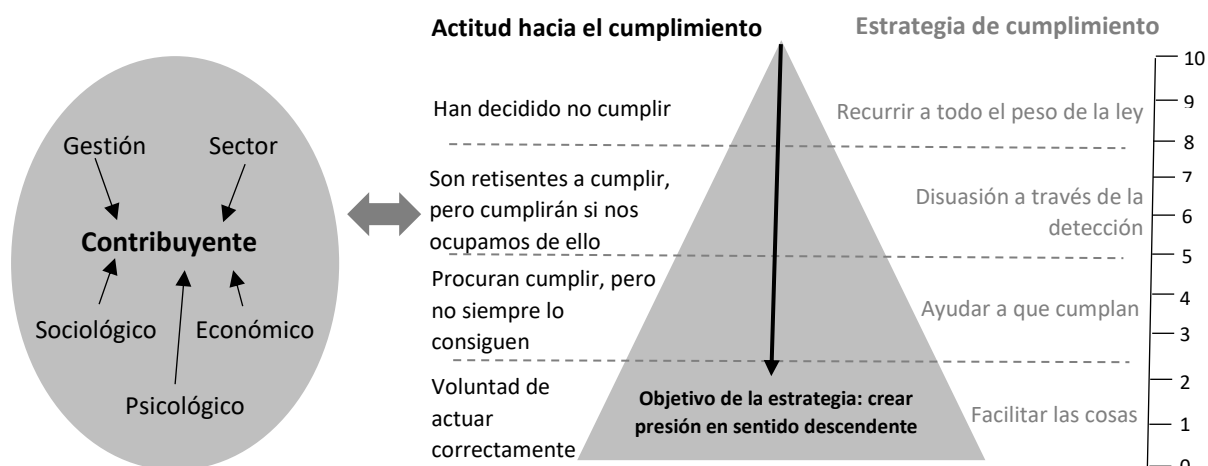 Gestión
Sector
Contribuyente
Sociológico
Económico
Psicológico
Actitud hacia el cumplimiento
Han decidido no cumplir
Son retisentes a cumplir,
pero cumplirán si nos
ocupamos de ello
Procuran cumplir, pero
no siempre lo
consiguen
Voluntad de
actuar
correctamente
Objetivo de la estrategia: crear
presión en sentido descendente
Estrategia de cumplimiento
Recurrir a todo el peso de la ley
Disuasión a través de la
detección
Ayudar a que cumplan
Facilitar las cosas
10
9
8
7
6
5
4
3
2
1
0